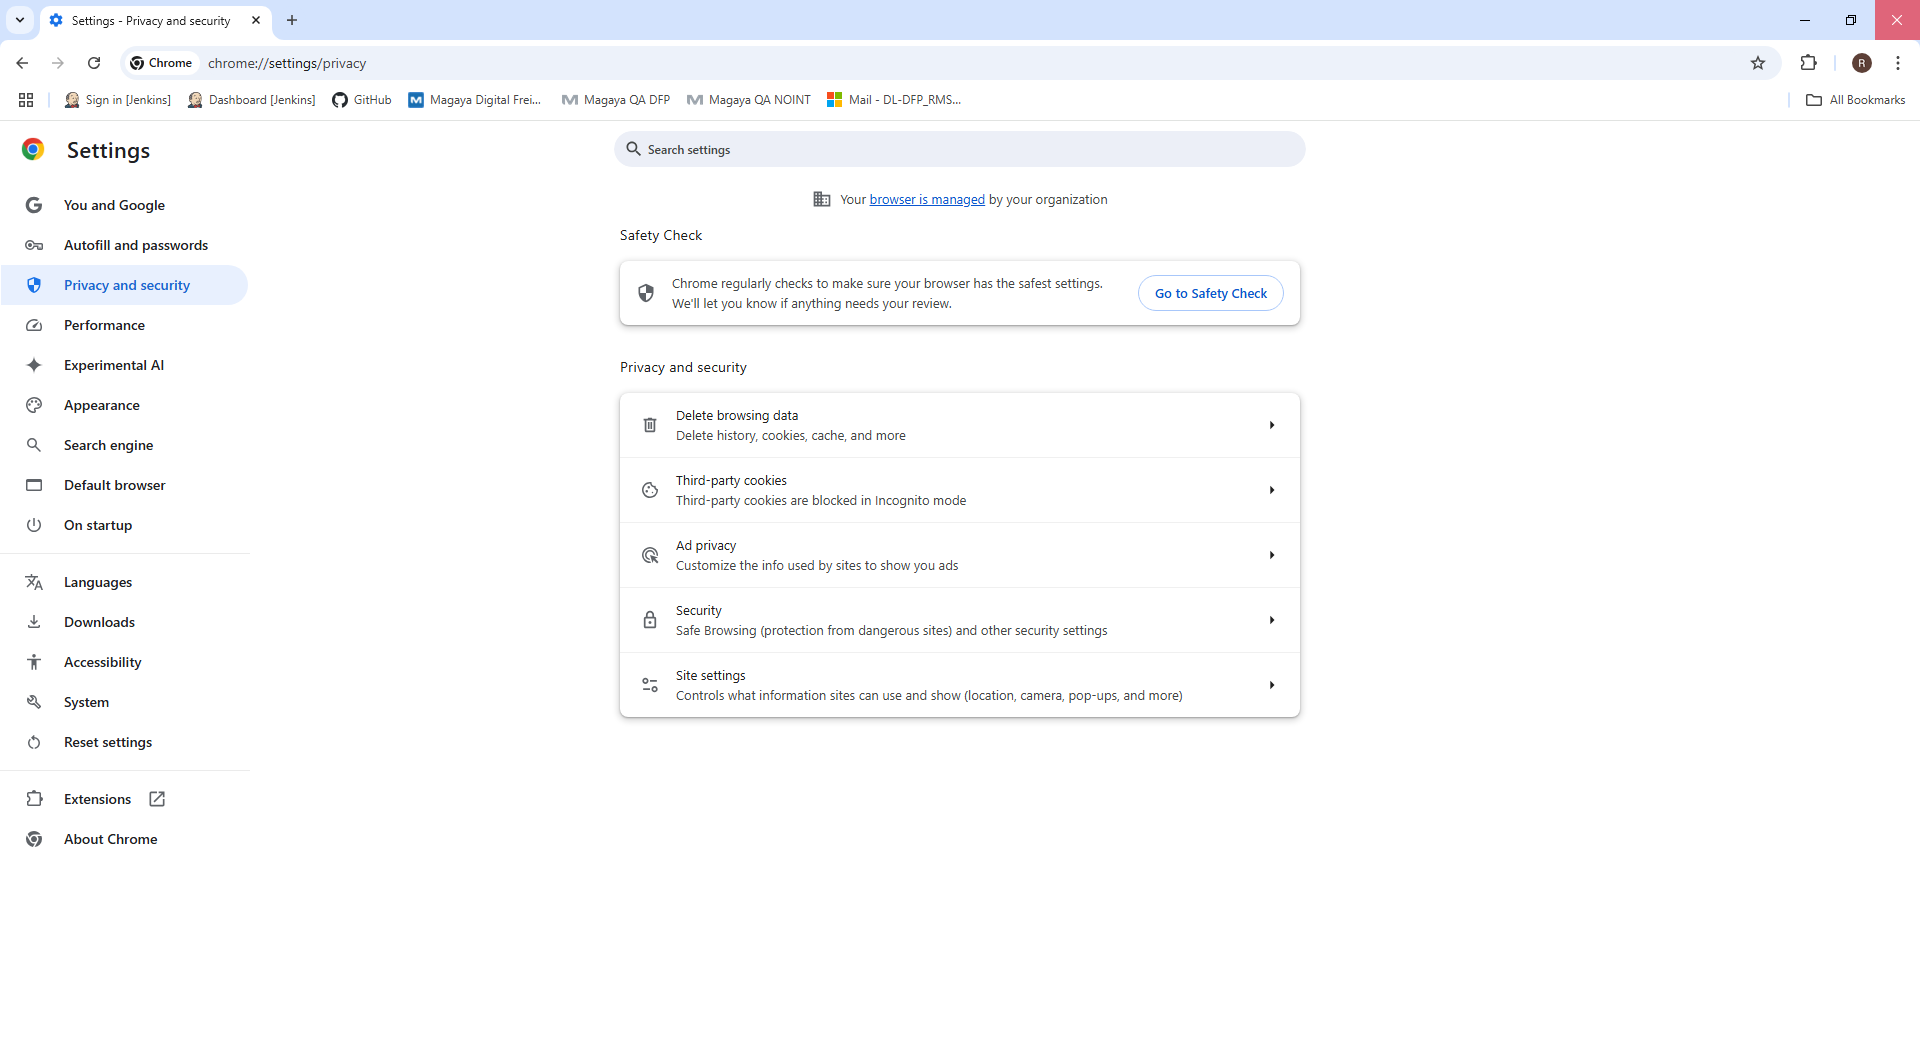 Settings - Privacy and security
Chrome
chrome://settings/privacy
R
Sign in [Jenkins]
Dashboard [Jenkins]
GitHub
Magaya Digital Frei...
Magaya QA DFP
Magaya QA NOINT
Mail - DL-DFP_RMS...
All Bookmarks
Settings
Search settings
You and Google
Autofill and passwords
Privacy and security
Performance
Experimental AI
Appearance
Search engine
Default browser
On startup
Languages
Downloads
Accessibility
System
Reset settings
Extensions
About Chrome
Your browser is managed by your organization
Safety Check
Chrome regularly checks to make sure your browser has the safest settings.
We'll let you know if anything needs your review.
Go to Safety Check
Privacy and security
Delete browsing data
Delete history, cookies, cache, and more
Third-party cookies
Third-party cookies are blocked in Incognito mode
Ad privacy
Customize the info used by sites to show you ads
Security
Safe Browsing (protection from dangerous sites) and other security settings
Site settings
Controls what information sites can use and show (location, camera, pop-ups, and more)